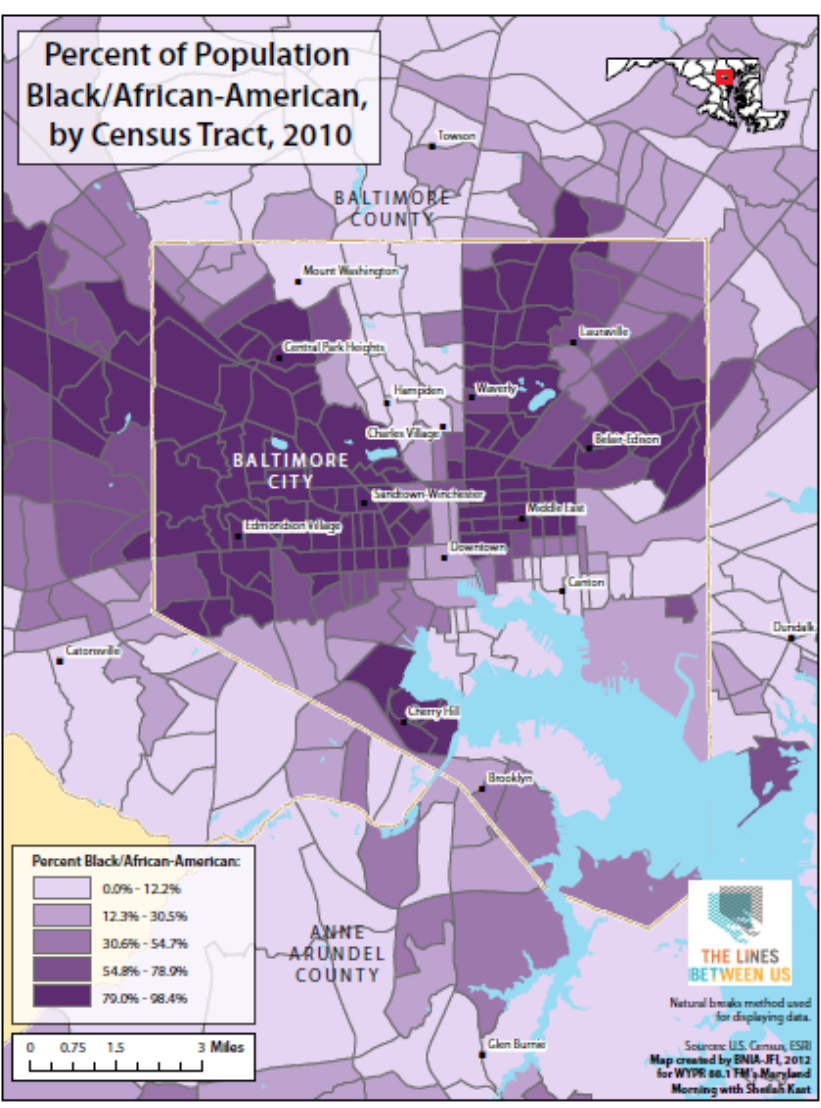 Percent of Population
Black/African-American,
by Census Tract, 2010
Towson
BALTIMORE
COUNTY
Mount Washington
Lauraville
Central Park Heights
Hampden
Waverly
Charles Village
Belair-Edison
BALTIMORE
CITY
Sandtown-Winchester
Middle East
Edmondson Village
Downtown
Canton
Dundalk
Catonsville
Cherry Hill
Brooklyn
Percent Black/African-American:
0.0% - 12.2%
12.3% - 30.5%
30.6% - 54.7%
54.8% - 78.9%
79.0% - 98.4%
ANNE
ARUNDEL
COUNTY
THE LINES
BETWEEN US
Natural breaks method used
for displaying data.
0 0.75 1.5 3 Miles
Glen Burnie
Sources: U.S. Census, ESRI
Map created by BNIA-JFI, 2012
for WYPR 88.1 FM's Maryland
Morning with Sheilah Kast